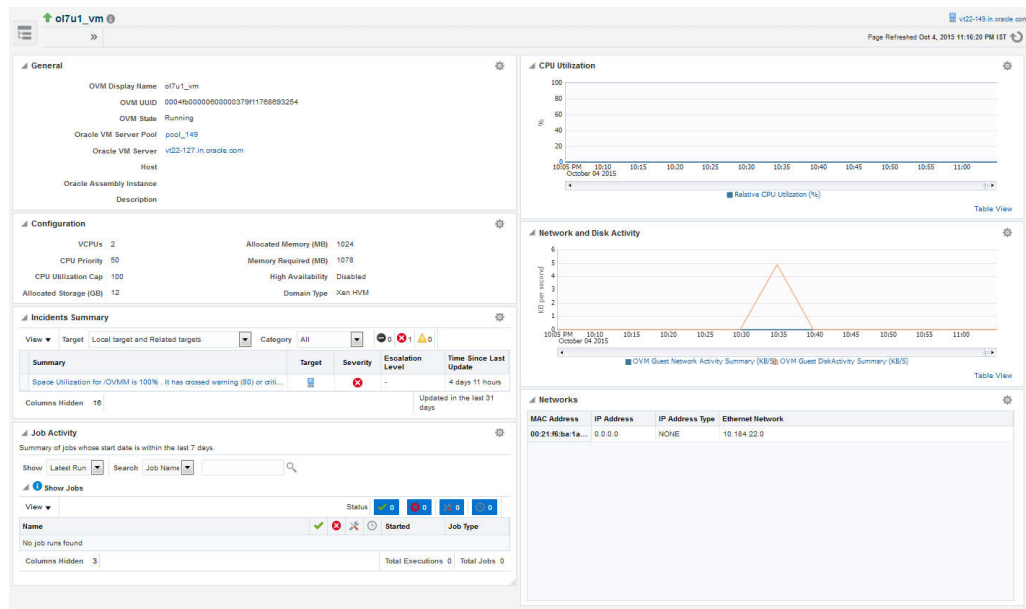 ol7u1_vm
vt22-149.in.oracle.com
»
Page Refreshed Oct 4, 2015 11:16:20 PM IST
General
OVM Display Name ol7u1_vm
OVM UUID 0004fb00000600000379f11768693254
OVM State Running
Oracle VM Server Pool pool_149
Oracle VM Server vt22-127.in.oracle.com
Host
Oracle Assembly Instance
Description
Configuration
VCPUs 2 Allocated Memory (MB) 1024
CPU Priority 50 Memory Required (MB) 1078
CPU Utilization Cap 100 High Availability Disabled
Allocated Storage (GB) 12 Domain Type Xen HVM
Incidents Summary
View Target Local target and Related targets Category All 0 1 0
Summary Target Severity Escalation Level Time Since Last Update
Space Utilization for /OVMM is 100% . It has crossed warning (80) or criti... - 4 days 11 hours
Columns Hidden 16 Updated in the last 31 days
Job Activity
Summary of jobs whose start date is within the last 7 days.
Show Latest Run Search Job Name
Show Jobs
View Status 0 0 0 0
Name Started Job Type
No job runs found
Columns Hidden 3 Total Executions 0 Total Jobs 0
CPU Utilization
100
80
60
%
40
20
0
10:05 PM 10:10 10:15 10:20 10:25 10:30 10:35 10:40 10:45 10:50 10:55 11:00
October 04 2015
Relative CPU Utilization (%)
Table View
Network and Disk Activity
6
5
4
3
2
1
0
KB per second
10:05 PM 10:10 10:15 10:20 10:25 10:30 10:35 10:40 10:45 10:50 10:55 11:00
October 04 2015
OVM Guest Network Activity Summary (KB/S) OVM Guest DiskActivity Summary (KB/S)
Table View
Networks
MAC Address IP Address IP Address Type Ethernet Network
00:21:f6:ba:1a... 0.0.0.0 NONE 10.184.22.0